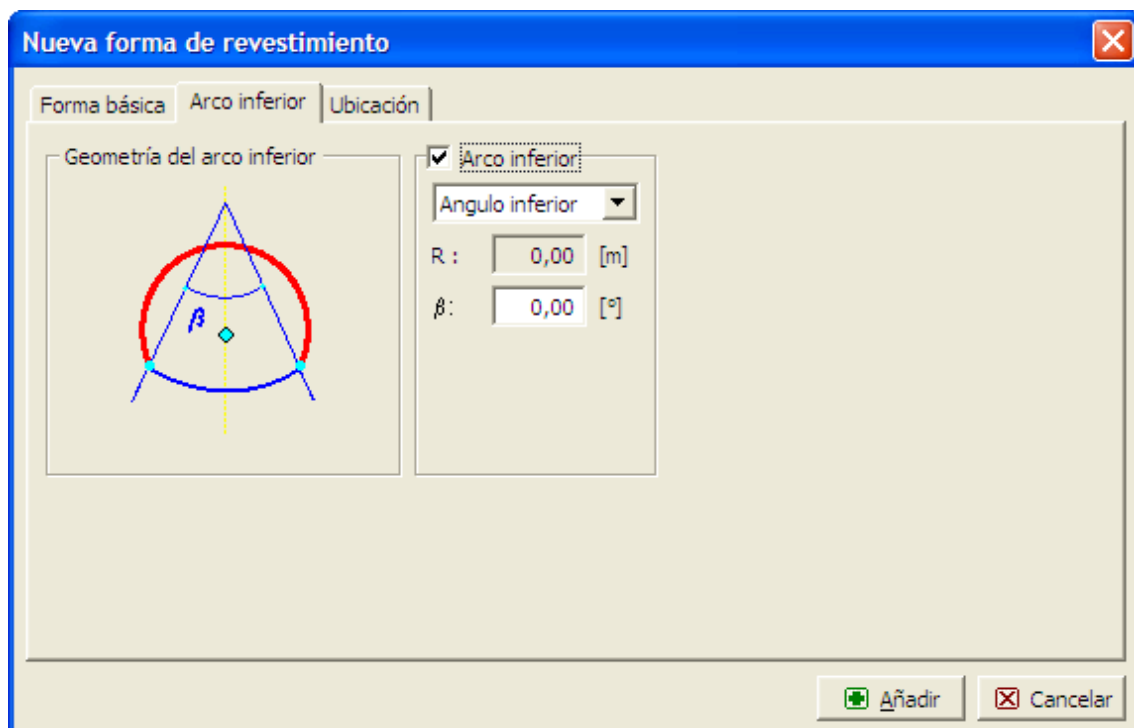 Nueva forma de revestimiento
Forma básica Arco inferior Ubicación
Geometría del arco inferior
β
Arco inferior
Angulo inferior
R : 0,00 [m]
β: 0,00 [°]
Añadir Cancelar